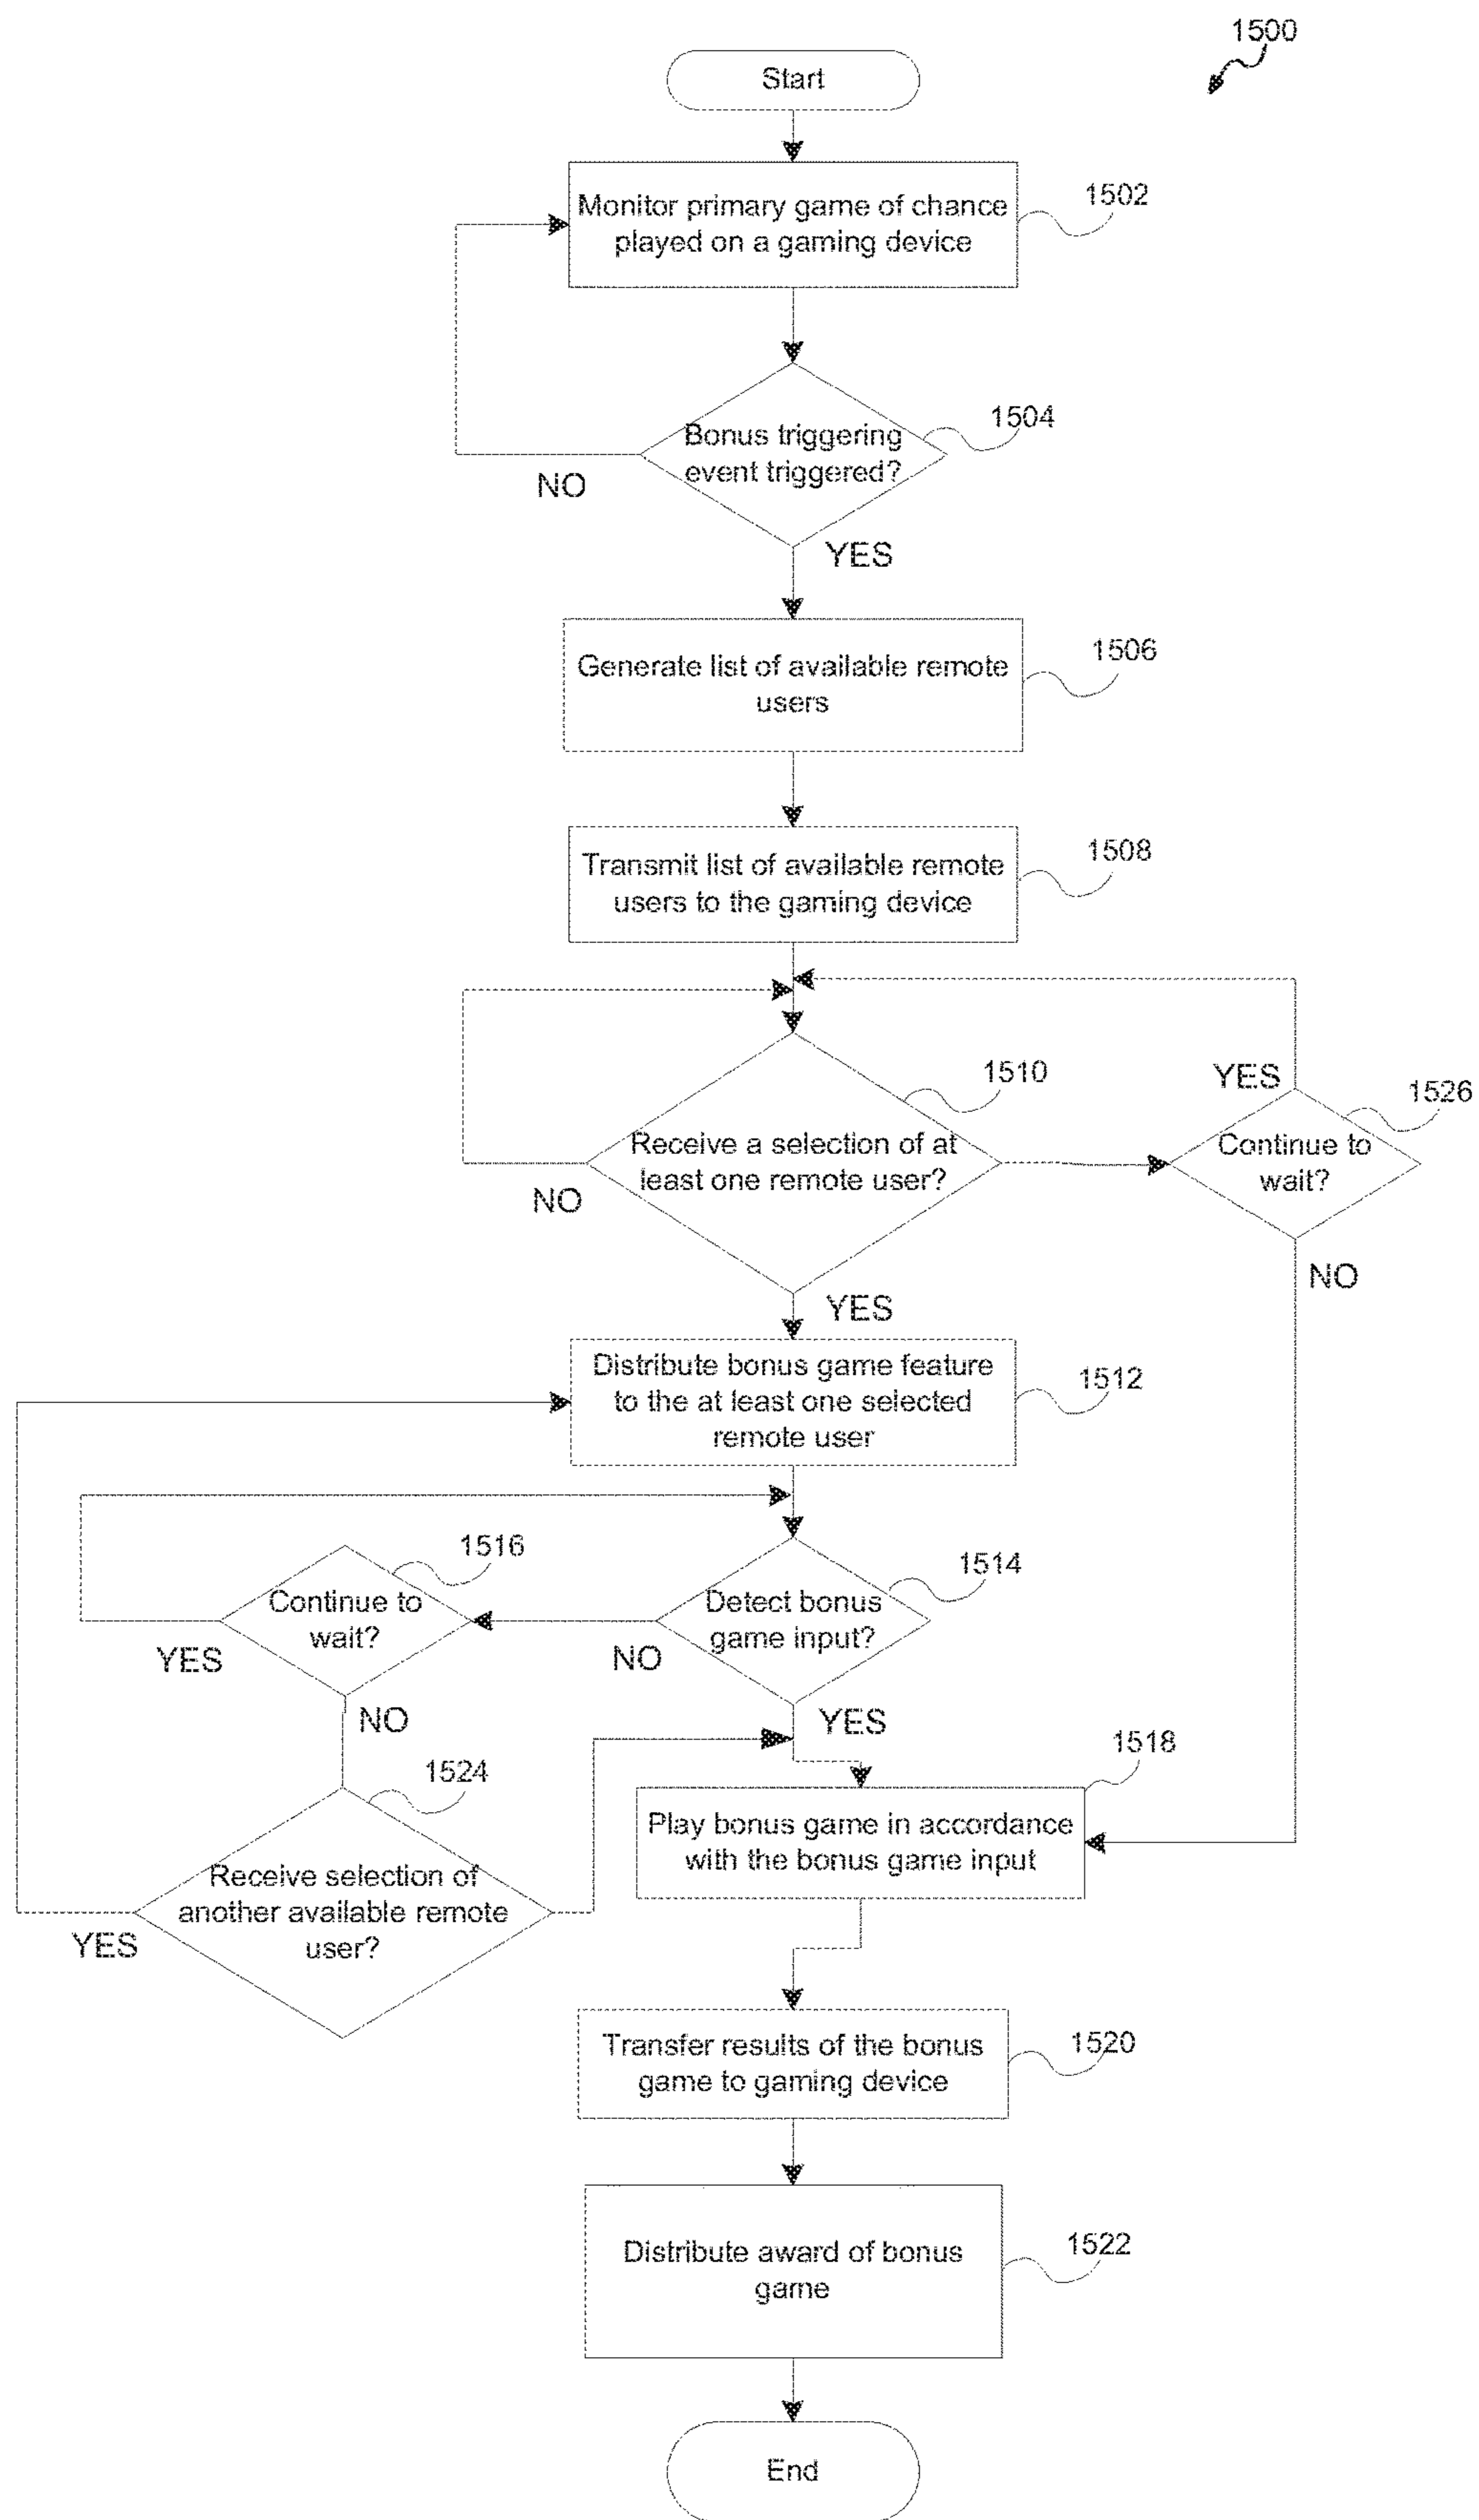 1500
Start
Monitor primary game of chance
played on a gaming device
1502
Bonus triggering
event triggered?
1504
NO
YES
Generate list of available remote
users
1506
Transmit list of available remote
users to the gaming device
1508
Receive a selection of at
least one remote user?
1510
NO
YES
Continue to
wait?
1526
YES
NO
Distribute bonus game feature
to the at least one selected
remote user
1512
Detect bonus
game input?
1514
NO
YES
Continue to
wait?
1516
YES
NO
Receive selection of
another available remote
user?
1524
YES
Play bonus game in accordance
with the bonus game input
1518
Transfer results of the bonus
game to gaming device
1520
Distribute award of bonus
game
1522
End